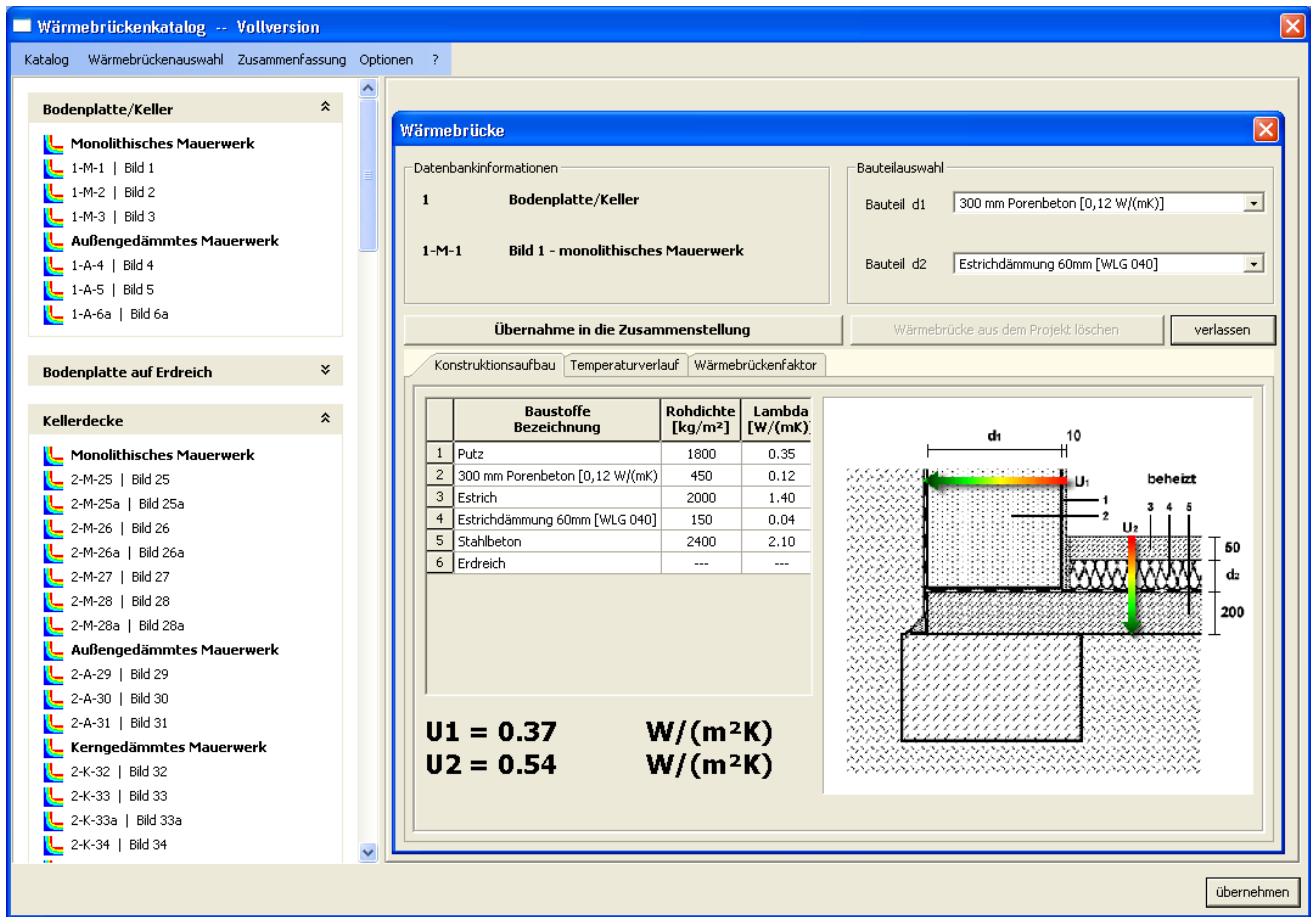 Wärmebrückenkatalog -- Vollversion
Katalog Wärmebrückenauswahl Zusammenfassung Optionen ?
Bodenplatte/Keller
Monolithisches Mauerwerk
1-M-1 | Bild 1
1-M-2 | Bild 2
1-M-3 | Bild 3
Außengedämmtes Mauerwerk
1-A-4 | Bild 4
1-A-5 | Bild 5
1-A-6a | Bild 6a
Bodenplatte auf Erdreich
Kellerdecke
Monolithisches Mauerwerk
2-M-25 | Bild 25
2-M-25a | Bild 25a
2-M-26 | Bild 26
2-M-26a | Bild 26a
2-M-27 | Bild 27
2-M-28 | Bild 28
2-M-28a | Bild 28a
Außengedämmtes Mauerwerk
2-A-29 | Bild 29
2-A-30 | Bild 30
2-A-31 | Bild 31
Kerngedämmtes Mauerwerk
2-K-32 | Bild 32
2-K-33 | Bild 33
2-K-33a | Bild 33a
2-K-34 | Bild 34
Wärmebrücke
Datenbankinformationen
1 Bodenplatte/Keller
1-M-1 Bild 1 - monolithisches Mauerwerk
Bauteilauswahl
Bauteil d1 300 mm Porenbeton [0,12 W/(mK)]
Bauteil d2 Estrichdämmung 60mm [WLG 040]
Übernahme in die Zusammenstellung
Wärmebrücke aus dem Projekt löschen
verlassen
Konstruktionsaufbau Temperaturverlauf Wärmebrückenfaktor
Baustoffe Rohdichte Lambda
Bezeichnung [kg/m²] [W/(mK)]
1 Putz 1800 0.35
2 300 mm Porenbeton [0,12 W/(mK) 450 0.12
3 Estrich 2000 1.40
4 Estrichdämmung 60mm [WLG 040] 150 0.04
5 Stahlbeton 2400 2.10
6 Erdreich --- ---
U1 = 0.37 W/(m²K)
U2 = 0.54 W/(m²K)
d1 10
U1 beheizt
1
2
3 4 5
U2
50
d2
200
übernehmen